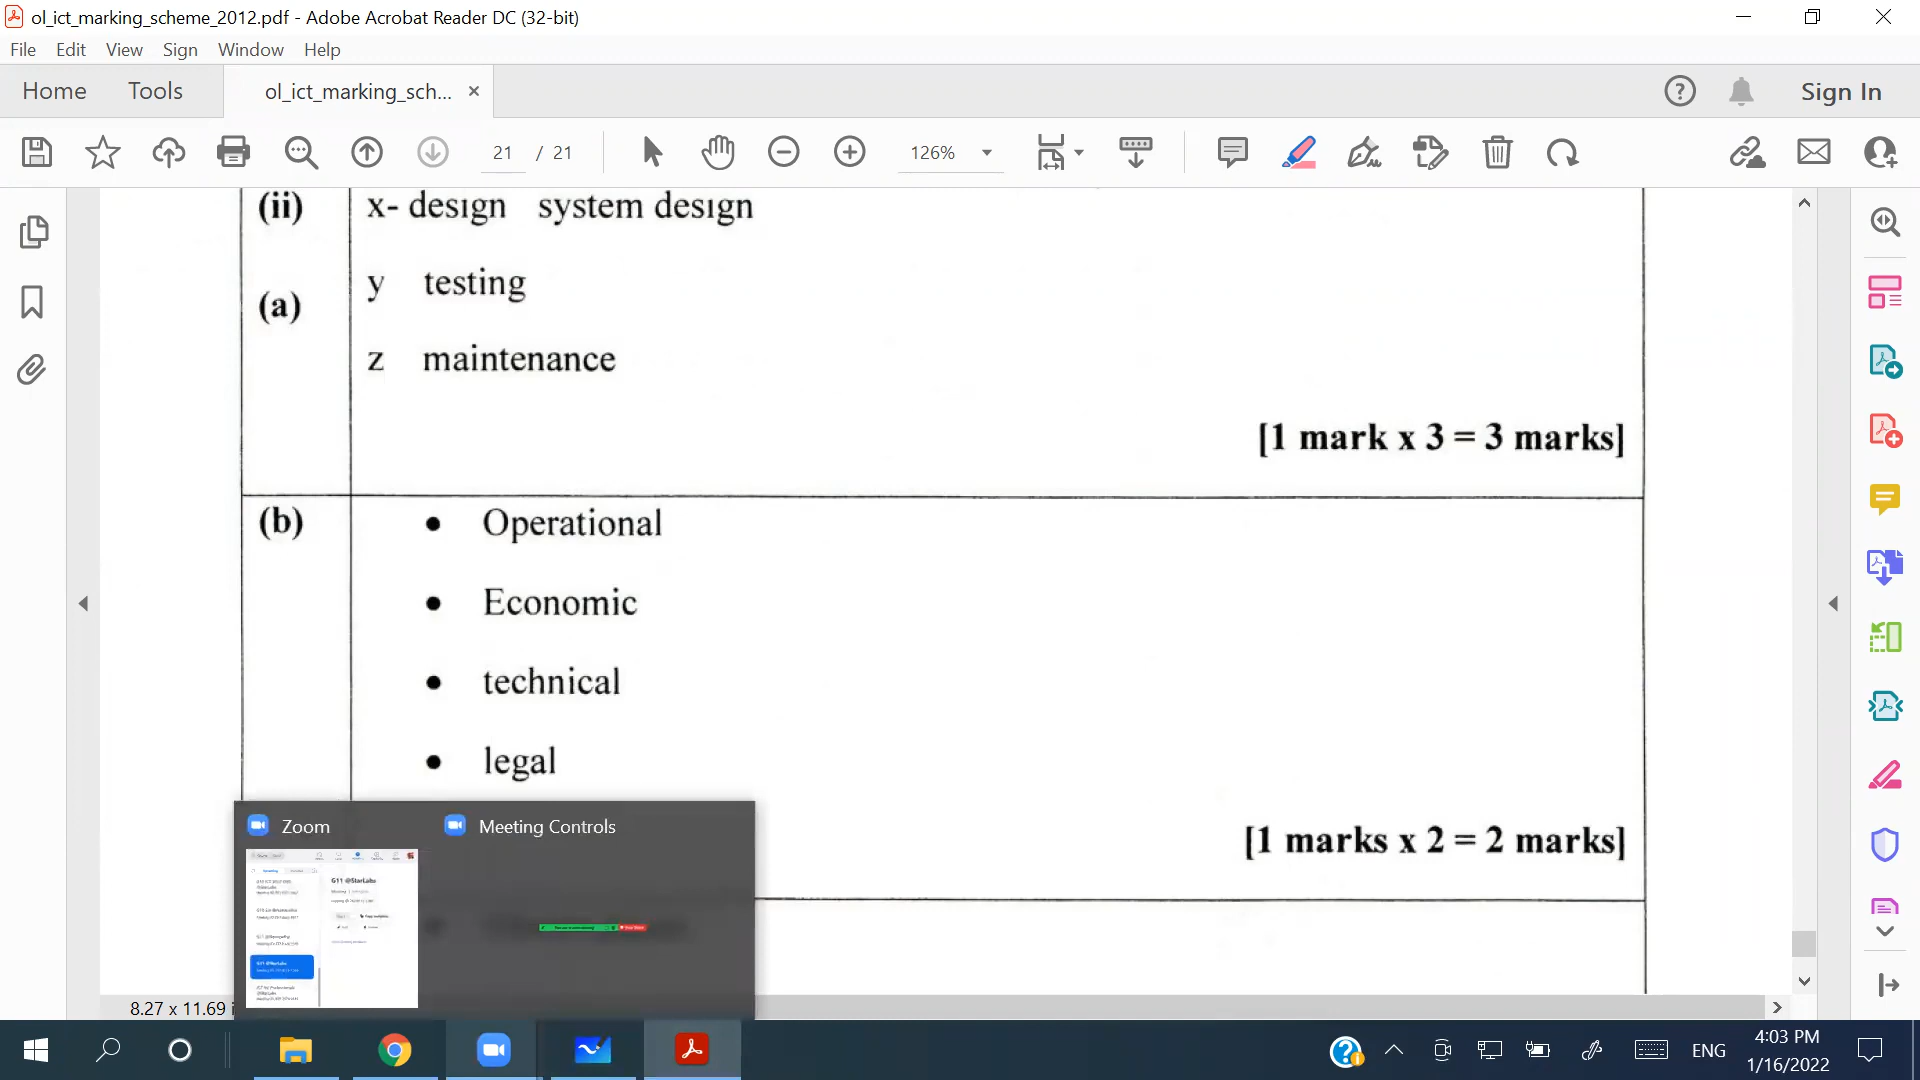 ol_ict_marking_scheme_2012.pdf - Adobe Acrobat Reader DC (32-bit)
File Edit View Sign Window Help
Home Tools ol_ict_marking_sch... × Sign In
21 / 21 126%
(ii) x- design system design
y testing
(a)
z maintenance
[1 mark x 3 = 3 marks]
(b) • Operational
• Economic
• technical
• legal
Zoom Meeting Controls
[1 marks x 2 = 2 marks]
G11 @StarLabs
8.27 x 11.69 i
ENG
4:03 PM
1/16/2022